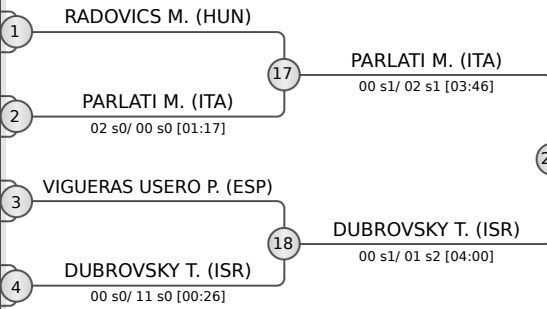 RADOVICS M. (HUN)
1
17
PARLATI M. (ITA)
00 s1/ 02 s1 [03:46]
PARLATI M. (ITA)
2
02 s0/ 00 s0 [01:17]
2
VIGUERAS USERO P. (ESP)
3
18
DUBROVSKY T. (ISR)
00 s1/ 01 s2 [04:00]
DUBROVSKY T. (ISR)
4
00 s0/ 11 s0 [00:26]